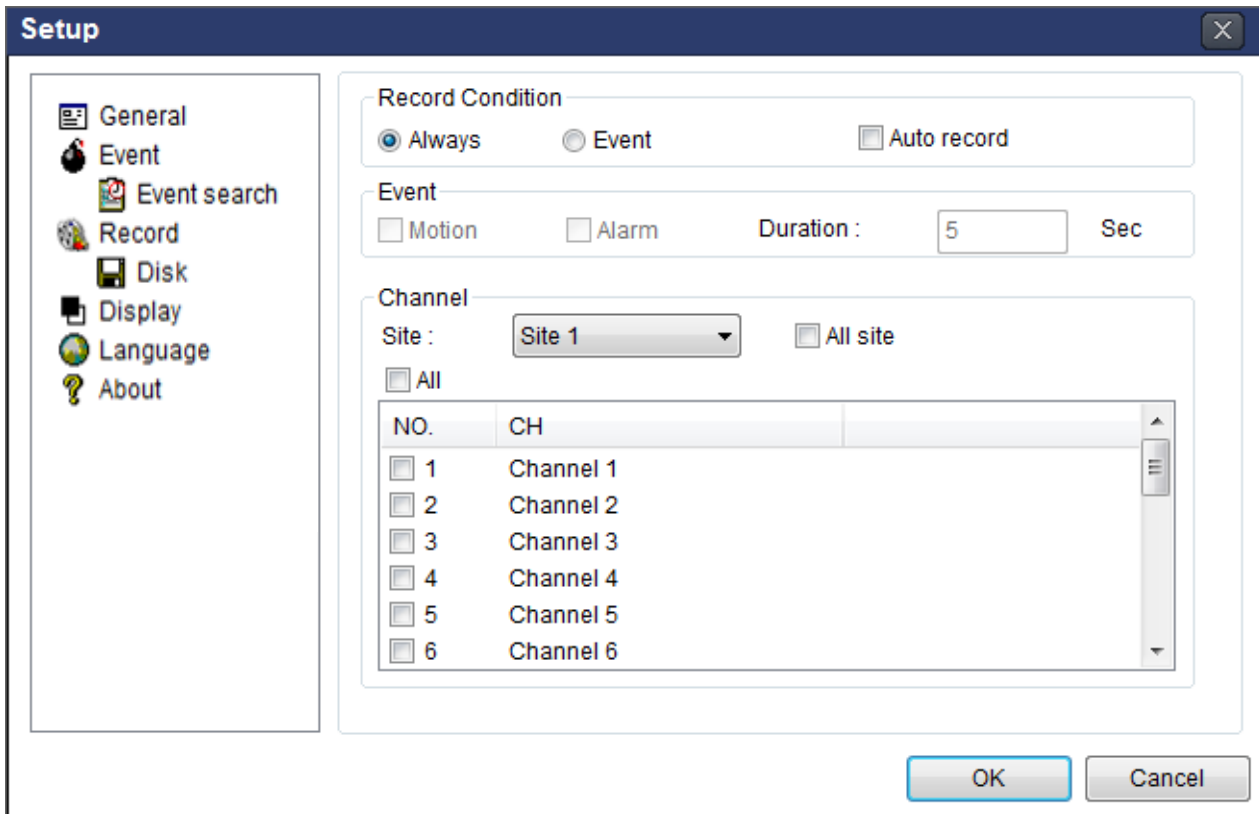 Setup
General
Event
Event search
Record
Disk
Display
Language
About
Record Condition
Always Event Auto record
Event
Motion Alarm Duration : 5 Sec
Channel
Site : Site 1 All site
All
NO. CH
1 Channel 1
2 Channel 2
3 Channel 3
4 Channel 4
5 Channel 5
6 Channel 6
OK Cancel